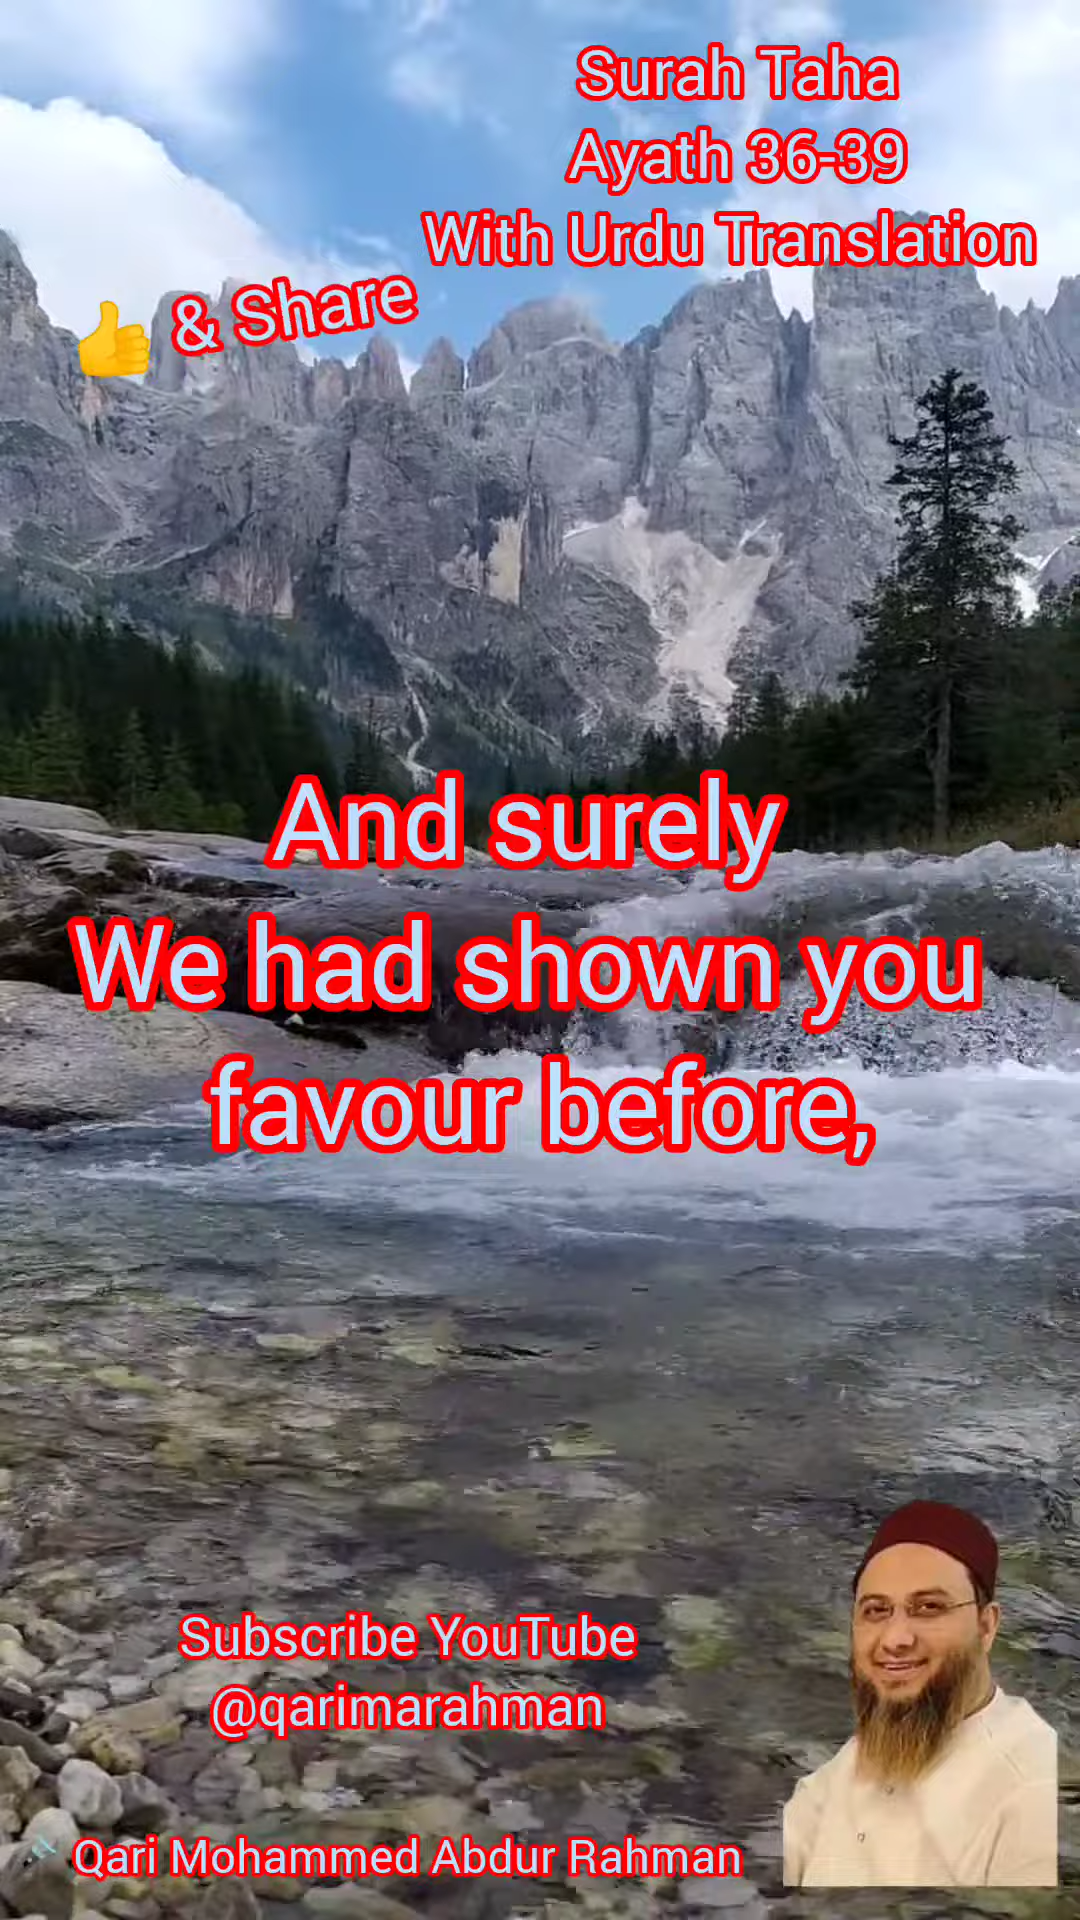 Surah Taha
Ayath 36-39
With Urdu Translation
👍 & Share
And surely
We had shown you
favour before,
Subscribe YouTube
@qarimarahman
Qari Mohammed Abdur Rahman